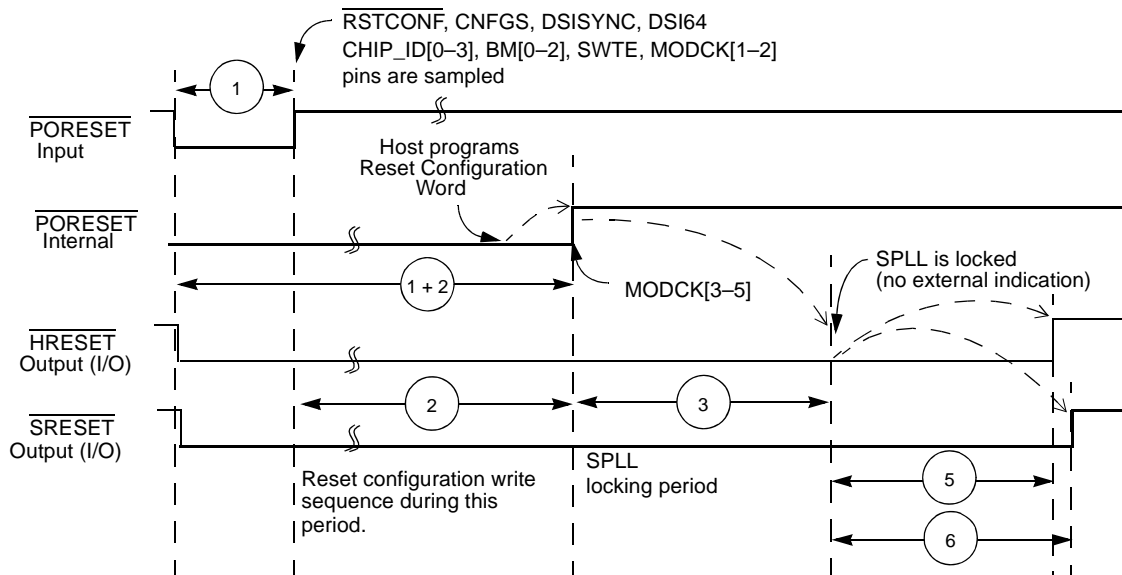 RSTCONF, CNFGS, DSISYNC, DSI64
CHIP_ID[0–3], BM[0–2], SWTE, MODCK[1–2]
pins are sampled
1
PORESET
Input
Host programs
Reset Configuration
Word
PORESET
Internal
SPLL is locked
(no external indication)
1 + 2
MODCK[3–5]
HRESET
Output (I/O)
2
3
SRESET
Output (I/O)
Reset configuration write
sequence during this
period.
SPLL
locking period
5
6